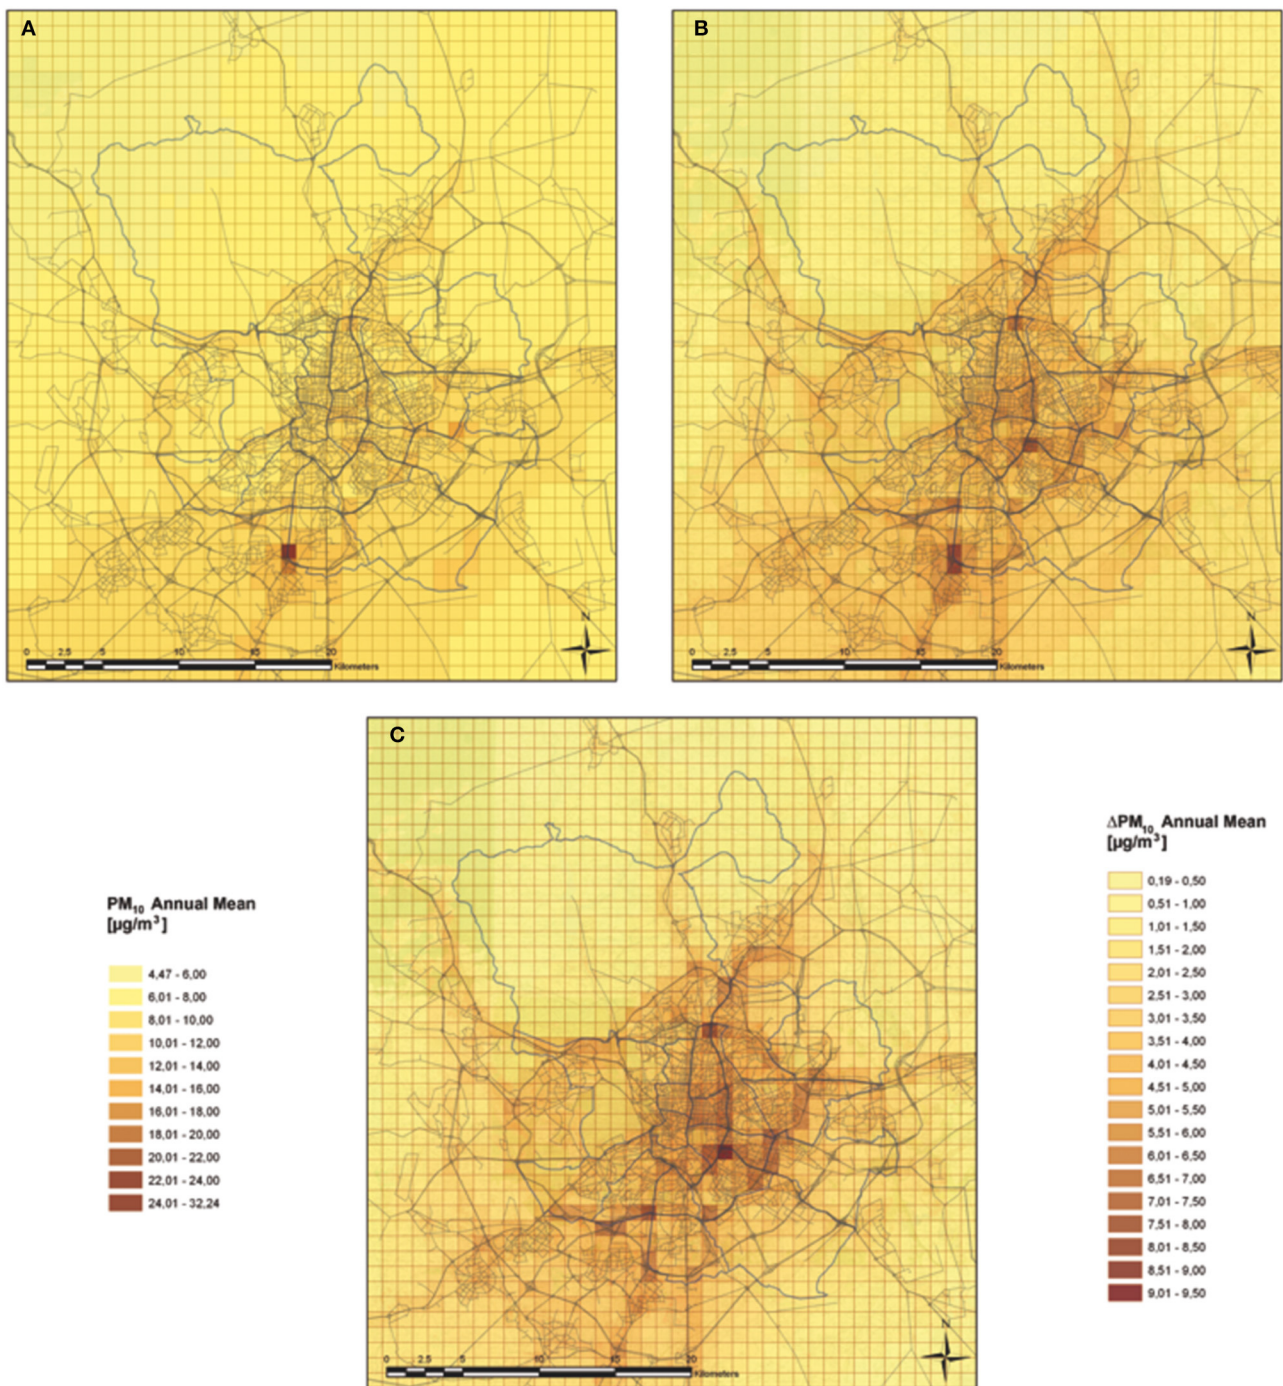 A
B
N
0 2,5 5 10 15 20
Kilometers
N
0 2,5 5 10 15 20
Kilometers
C
PM10 Annual Mean
[µg/m3]
4,47 - 6,00
6,01 - 8,00
8,01 - 10,00
10,01 - 12,00
12,01 - 14,00
14,01 - 16,00
16,01 - 18,00
18,01 - 20,00
20,01 - 22,00
22,01 - 24,00
24,01 - 32,24
ΔPM10 Annual Mean
[µg/m3]
0,19 - 0,50
0,51 - 1,00
1,01 - 1,50
1,51 - 2,00
2,01 - 2,50
2,51 - 3,00
3,01 - 3,50
3,51 - 4,00
4,01 - 4,50
4,51 - 5,00
5,01 - 5,50
5,51 - 6,00
6,01 - 6,50
6,51 - 7,00
7,01 - 7,50
7,51 - 8,00
8,01 - 8,50
8,51 - 9,00
9,01 - 9,50
N
0 2,5 5 10 15 20
Kilometers